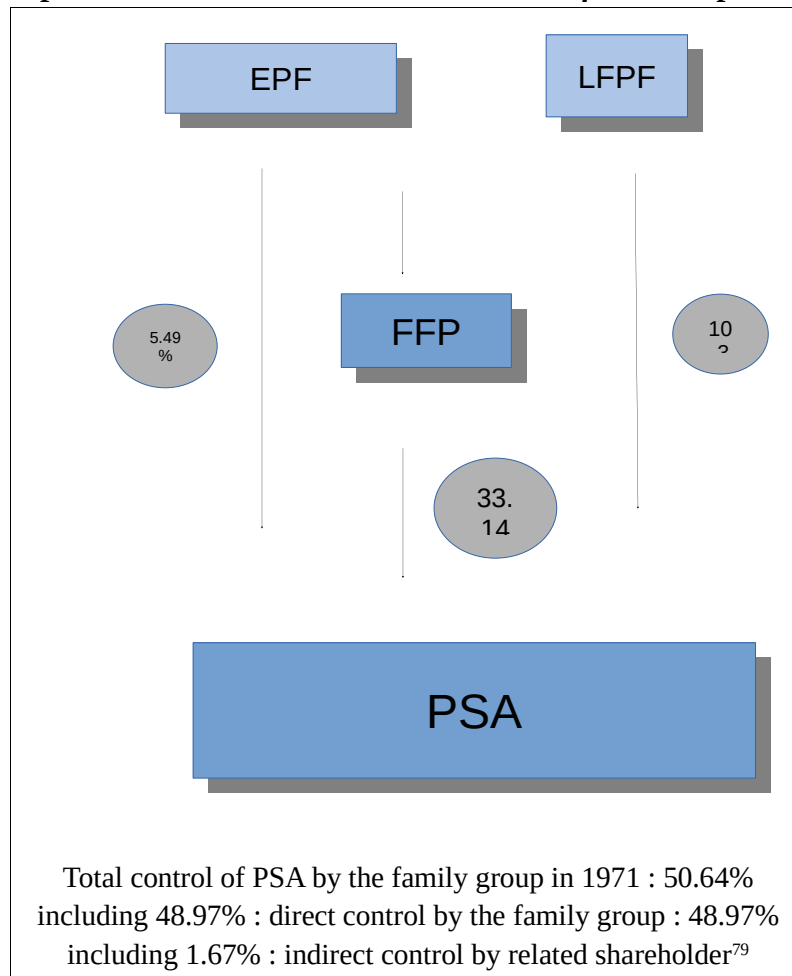 EPF
LFPF
5.49
%
FFP
10
33.
14
PSA
Total control of PSA by the family group in 1971 : 50.64%
including 48.97% : direct control by the family group : 48.97%
including 1.67% : indirect control by related shareholder⁷⁹